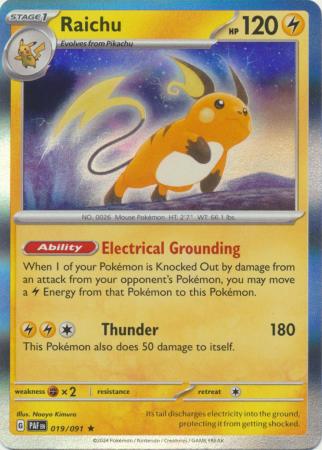 STAGE 1
Raichu
HP 120
Evolves from Pikachu
NO. 0026 Mouse Pokémon HT: 2'7" WT: 66.1 lbs.
Ability Electrical Grounding
When 1 of your Pokémon is Knocked Out by damage from
an attack from your opponent's Pokémon, you may move
a Energy from that Pokémon to this Pokémon.
Thunder 180
This Pokémon also does 50 damage to itself.
weakness ×2 resistance retreat
Illus. Naoyo Kimura
G PAF EN 019/091 ★
Its tail discharges electricity into the ground,
protecting it from getting shocked.
©2024 Pokémon / Nintendo / Creatures / GAME FREAK